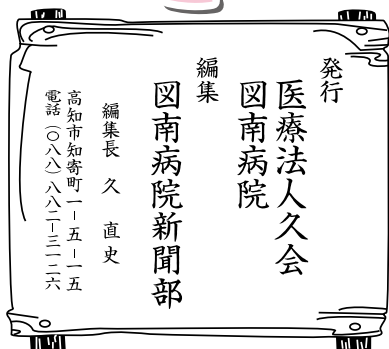 発行
医療法人久会
図南病院
編集
図南病院新聞部
編集長　久　直史
高知市知寄町一－五－一五
電話（〇八八）八八二－三一二六